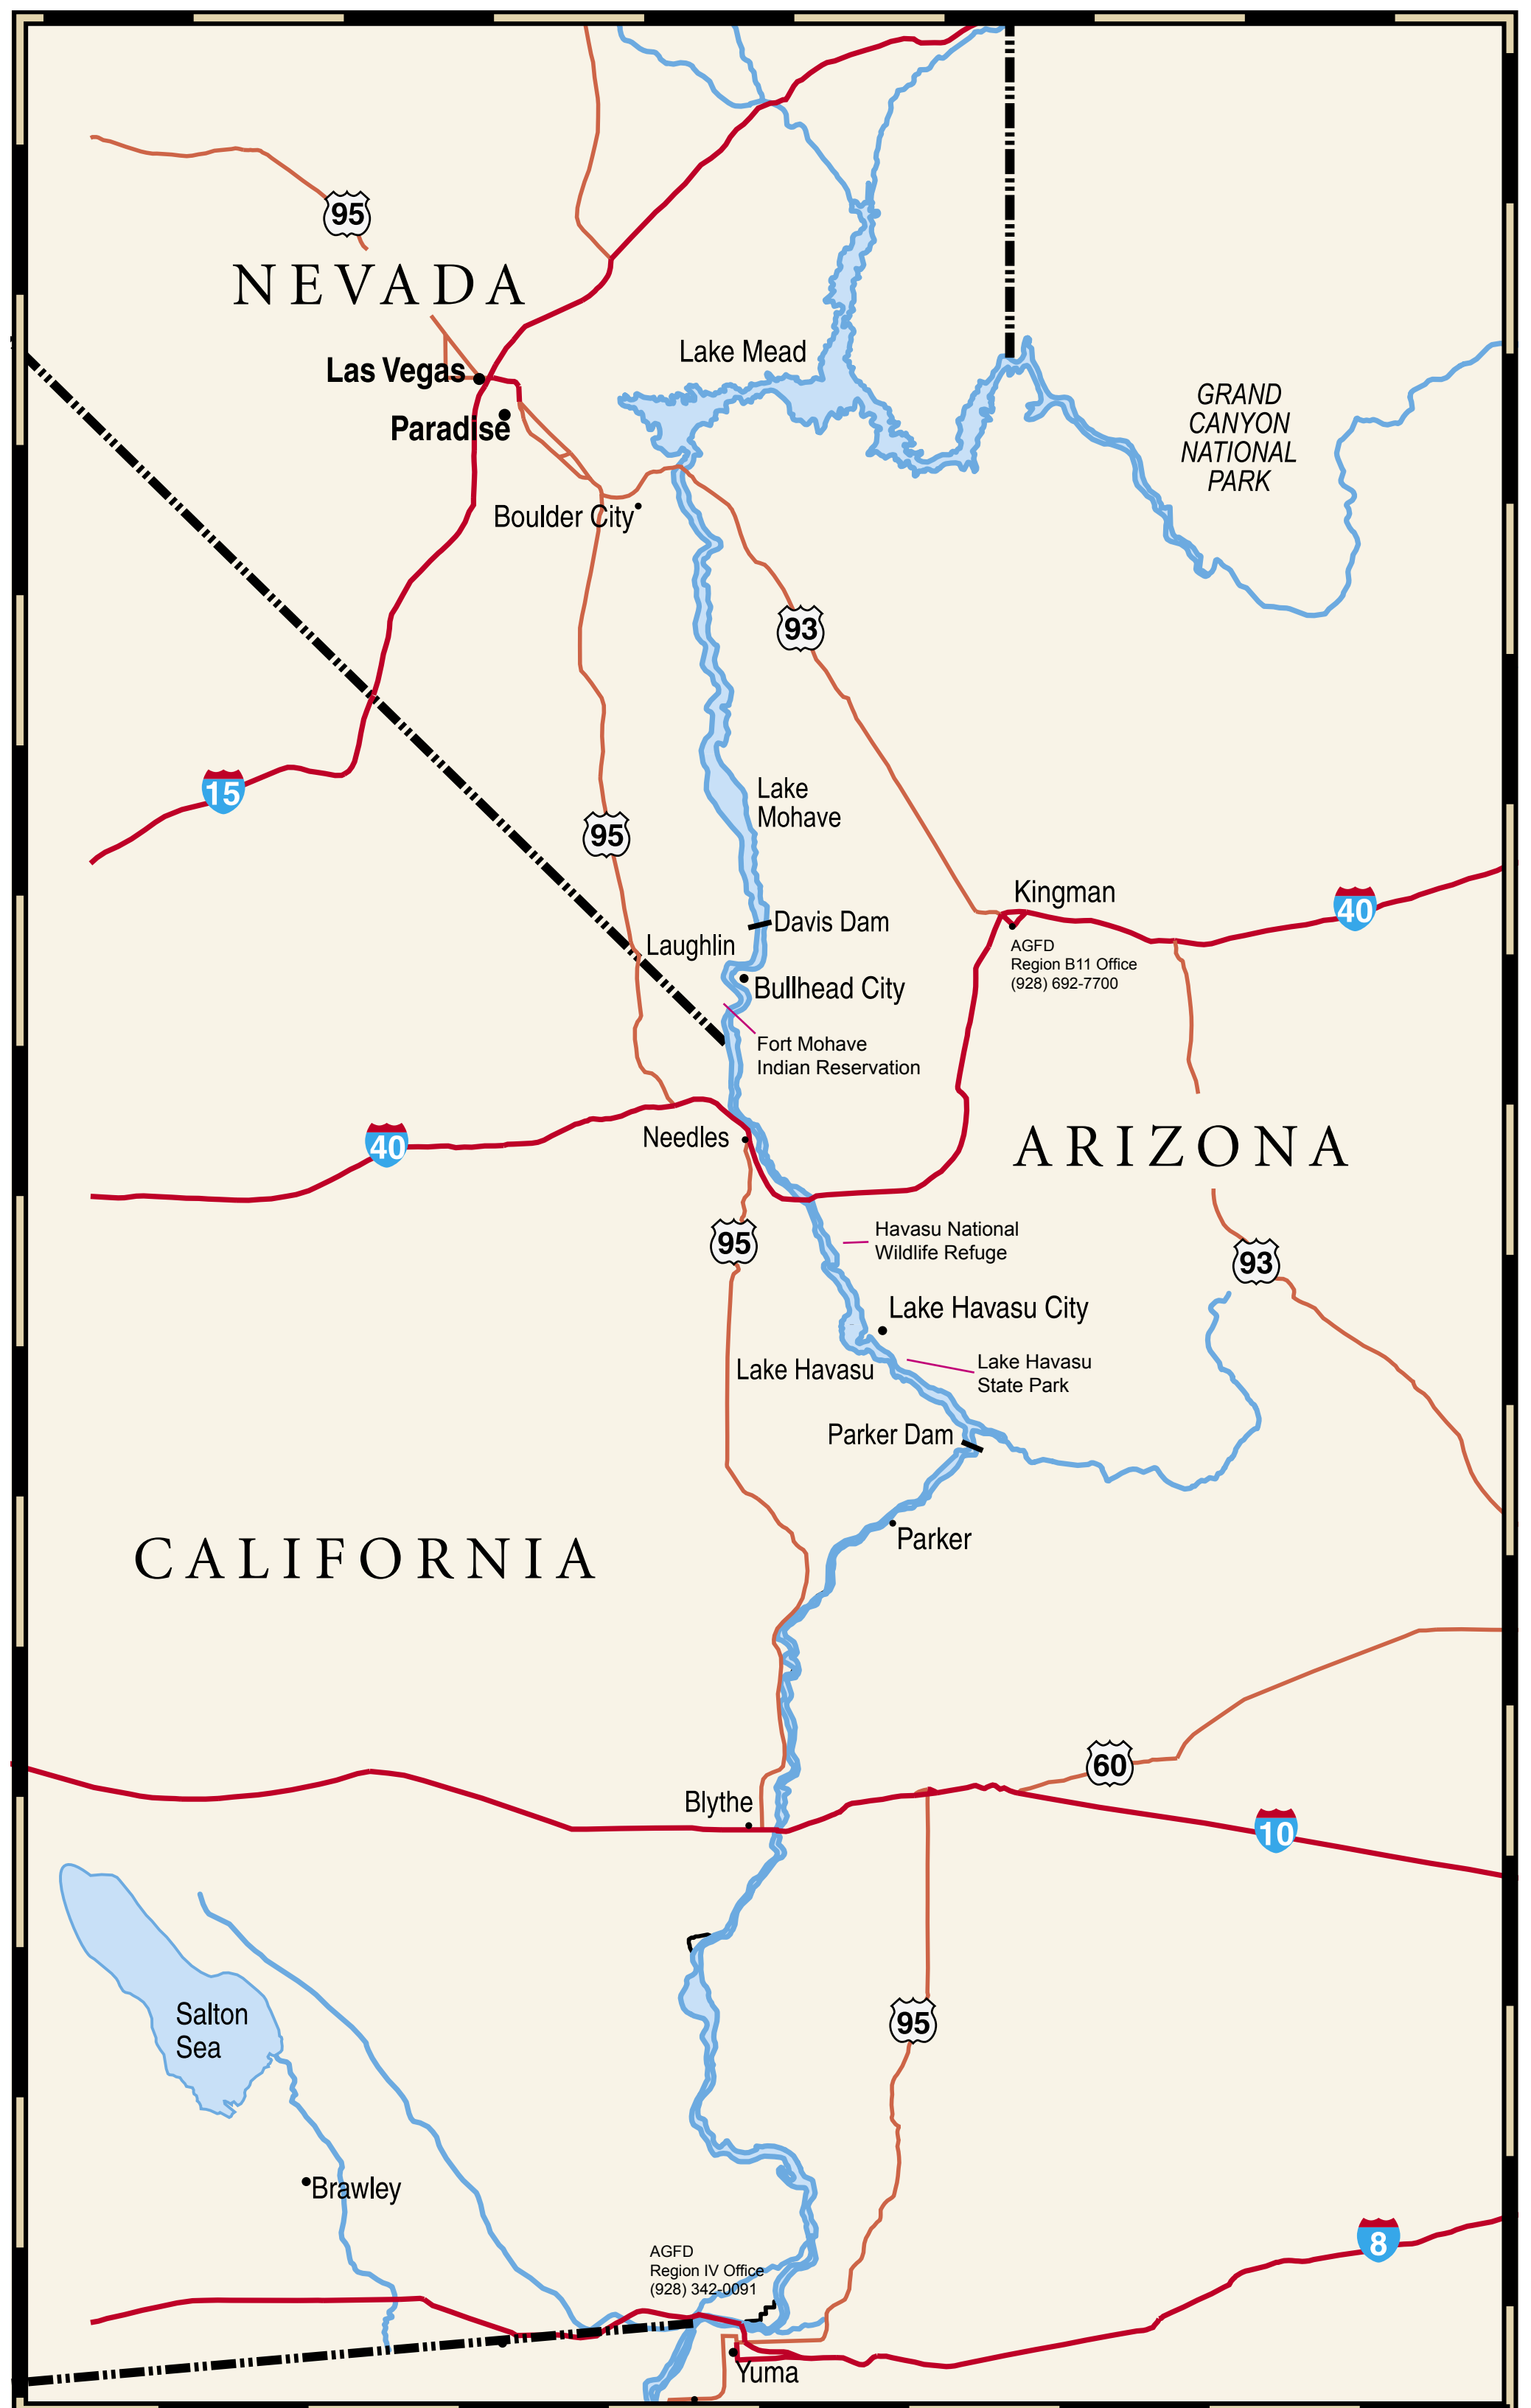 95
NEVADA
Lake Mead
Las Vegas
Paradise
GRAND
CANYON
NATIONAL
PARK
Boulder City
93
15
Lake
Mohave
95
Kingman
40
Davis Dam
Laughlin
AGFD
Region B11 Office
(928) 692-7700
Bullhead City
Fort Mohave
Indian Reservation
40
Needles
ARIZONA
95
Havasu National
Wildlife Refuge
93
Lake Havasu City
Lake Havasu
Lake Havasu
State Park
Parker Dam
Parker
CALIFORNIA
60
Blythe
10
Salton
Sea
95
Brawley
8
AGFD
Region IV Office
(928) 342-0091
Yuma